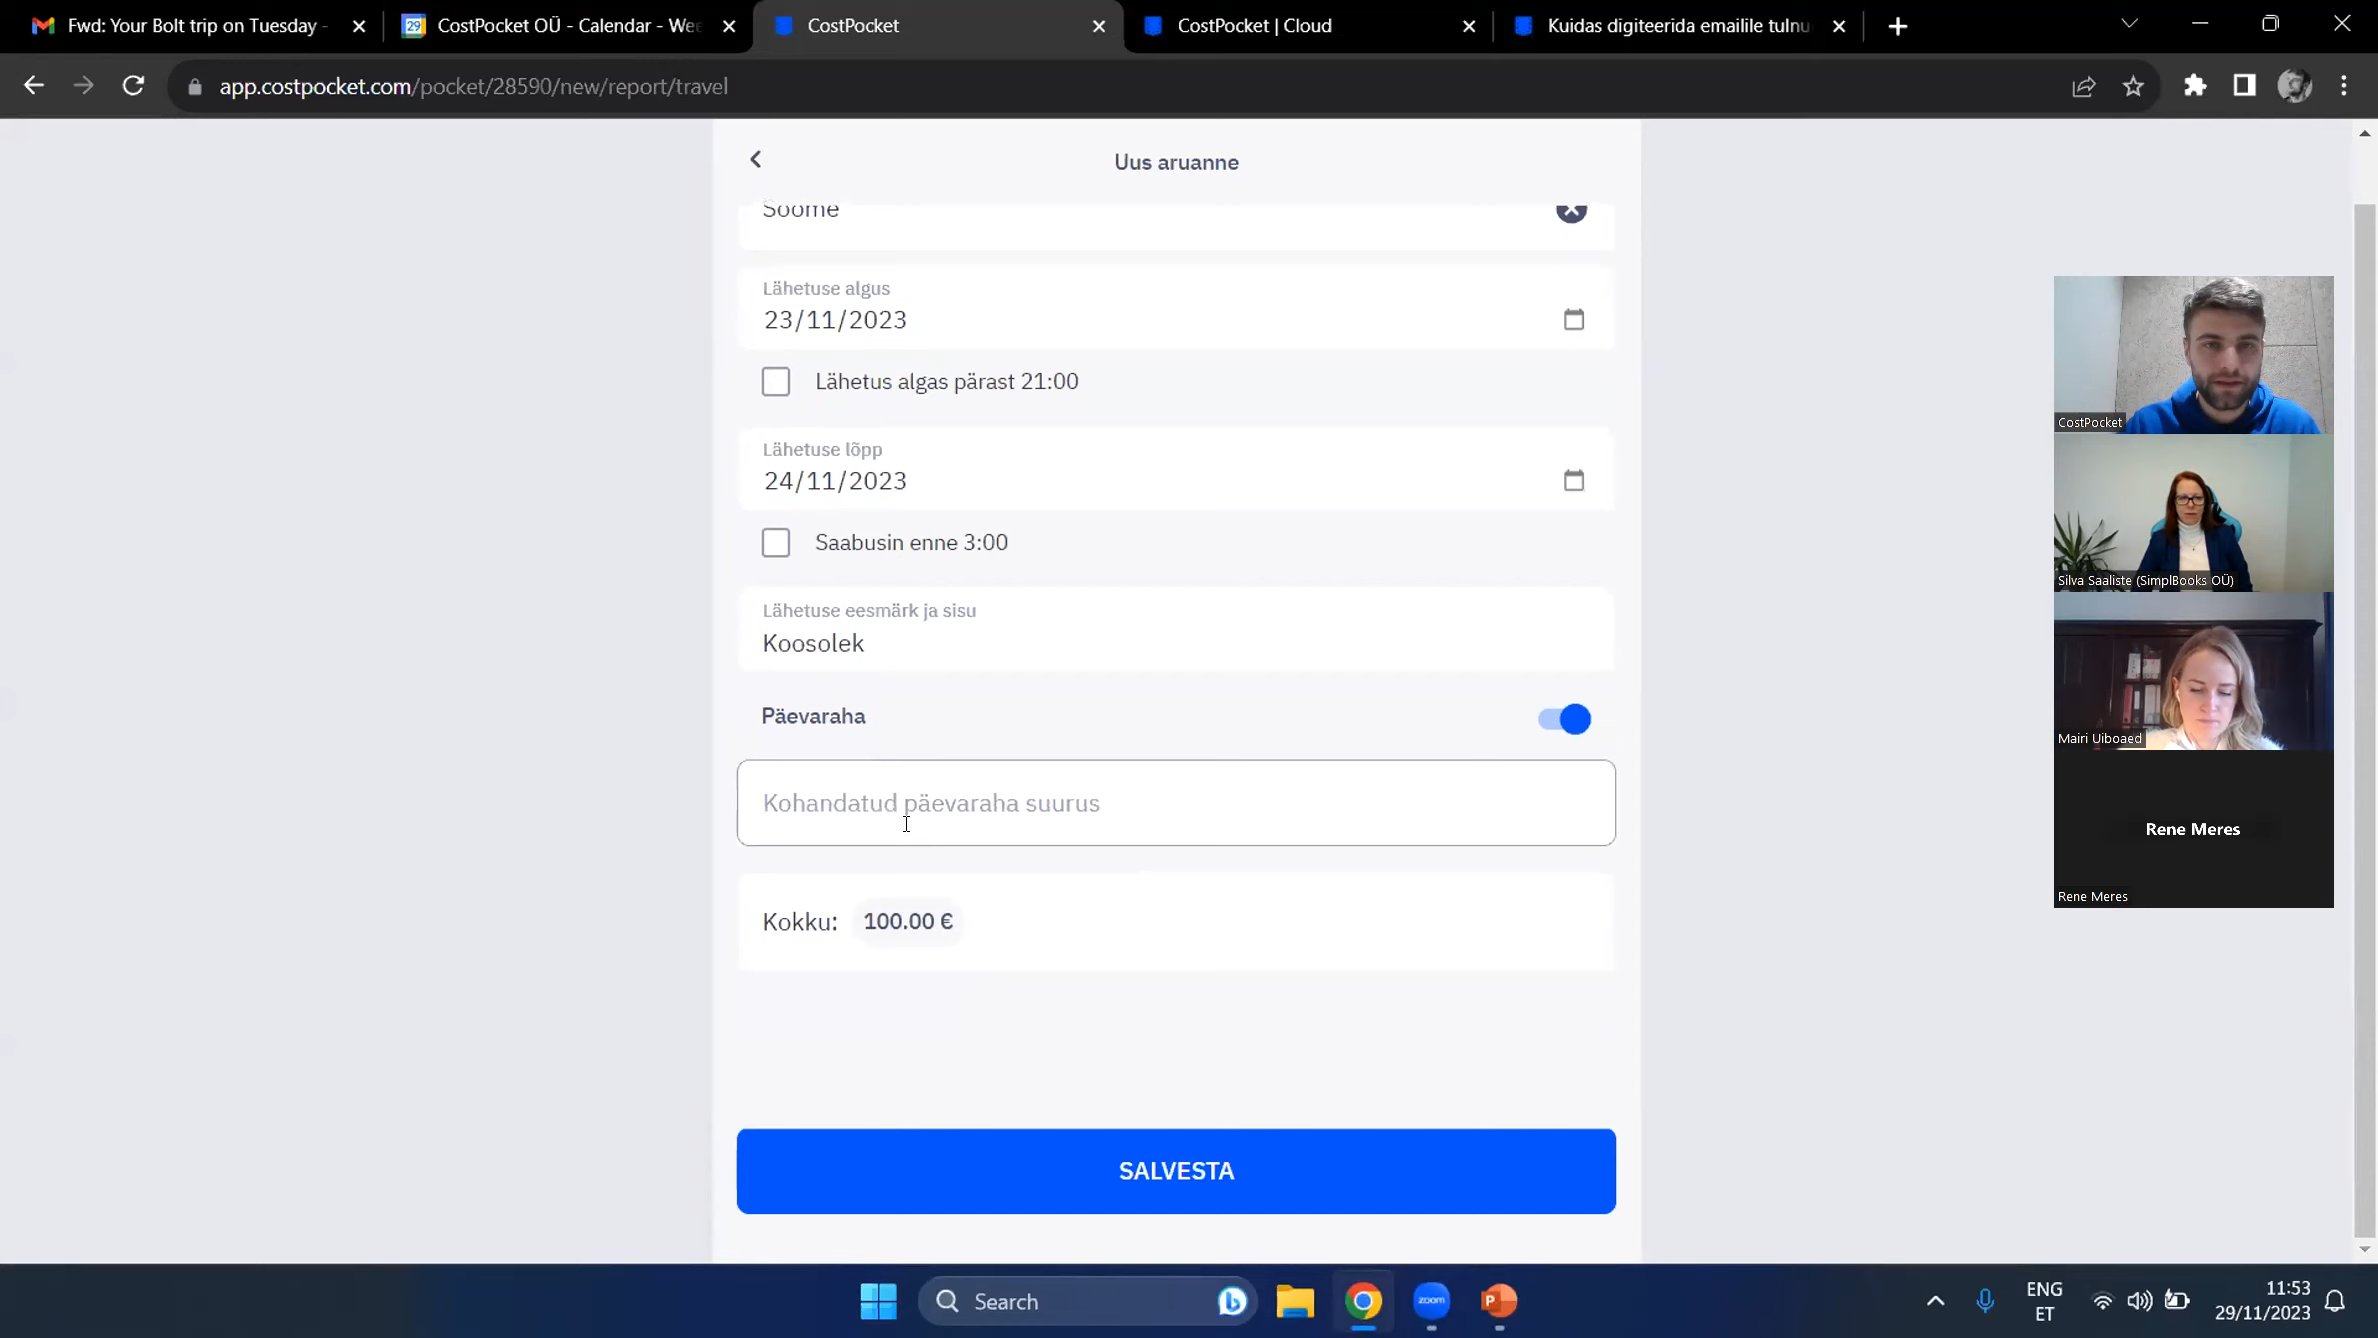 Fwd: Your Bolt trip on Tuesday -
CostPocket OÜ - Calendar - Wee
CostPocket
CostPocket | Cloud
Kuidas digiteerida emailile tulnu
app.costpocket.com/pocket/28590/new/report/travel
Uus aruanne
Soome
Lähetuse algus
23/11/2023
Lähetus algas pärast 21:00
Lähetuse lõpp
24/11/2023
Saabusin enne 3:00
Lähetuse eesmärk ja sisu
Koosolek
Päevaraha
Kohandatud päevaraha suurus
Kokku: 100.00 €
SALVESTA
CostPocket
Silva Saaliste (SimplBooks OÜ)
Mairi Uiboaed
Rene Meres
Rene Meres
29
Search
b
zoom
P
ENG
ET
11:53
29/11/2023